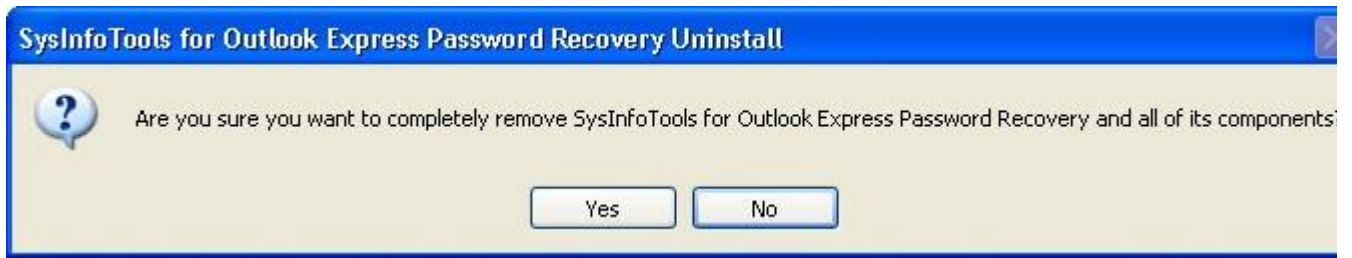 SysInfoTools for Outlook Express Password Recovery Uninstall
Are you sure you want to completely remove SysInfoTools for Outlook Express Password Recovery and all of its components?
Yes No